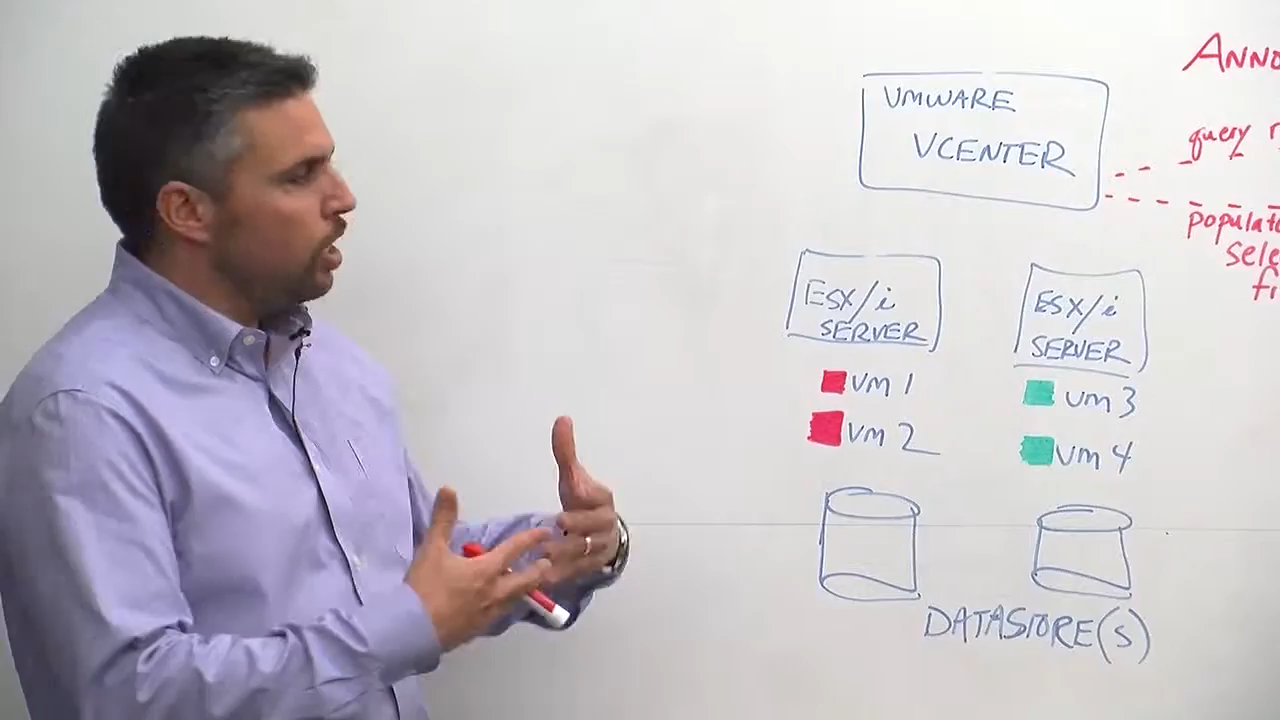 VMWARE
VCENTER
ESX/i
SERVER
VM 1
VM 2
ESX/i
SERVER
VM 3
VM 4
DATASTORE(S)
query